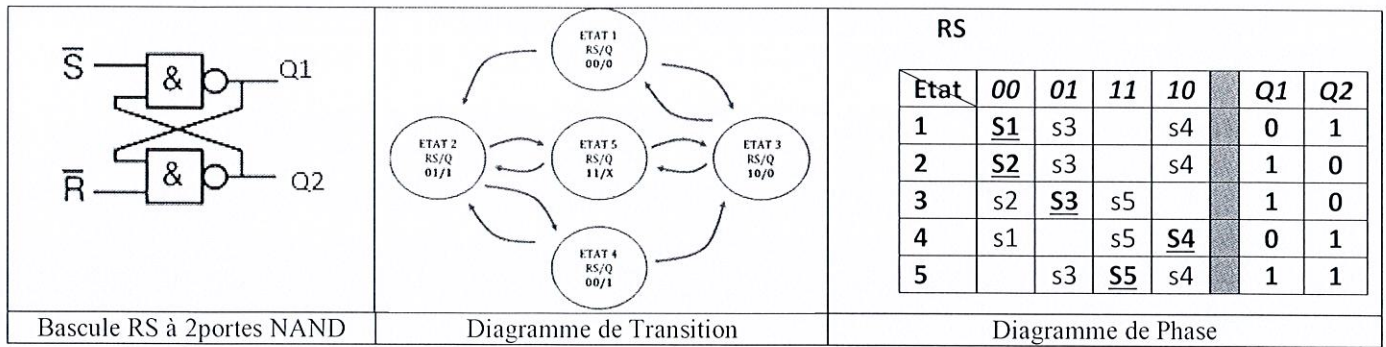 S̅
&
Q1
R̅
&
Q2
Bascule RS à 2portes NAND
ETAT 1
RS/Q
00/0
ETAT 2
RS/Q
01/1
ETAT 5
RS/Q
11/X
ETAT 3
RS/Q
10/0
ETAT 4
RS/Q
00/1
Diagramme de Transition
RS
Etat 00 01 11 10 Q1 Q2
1 S1 s3 s4 0 1
2 S2 s3 s4 1 0
3 s2 S3 s5 1 0
4 s1 s5 S4 0 1
5 s3 S5 s4 1 1
Diagramme de Phase